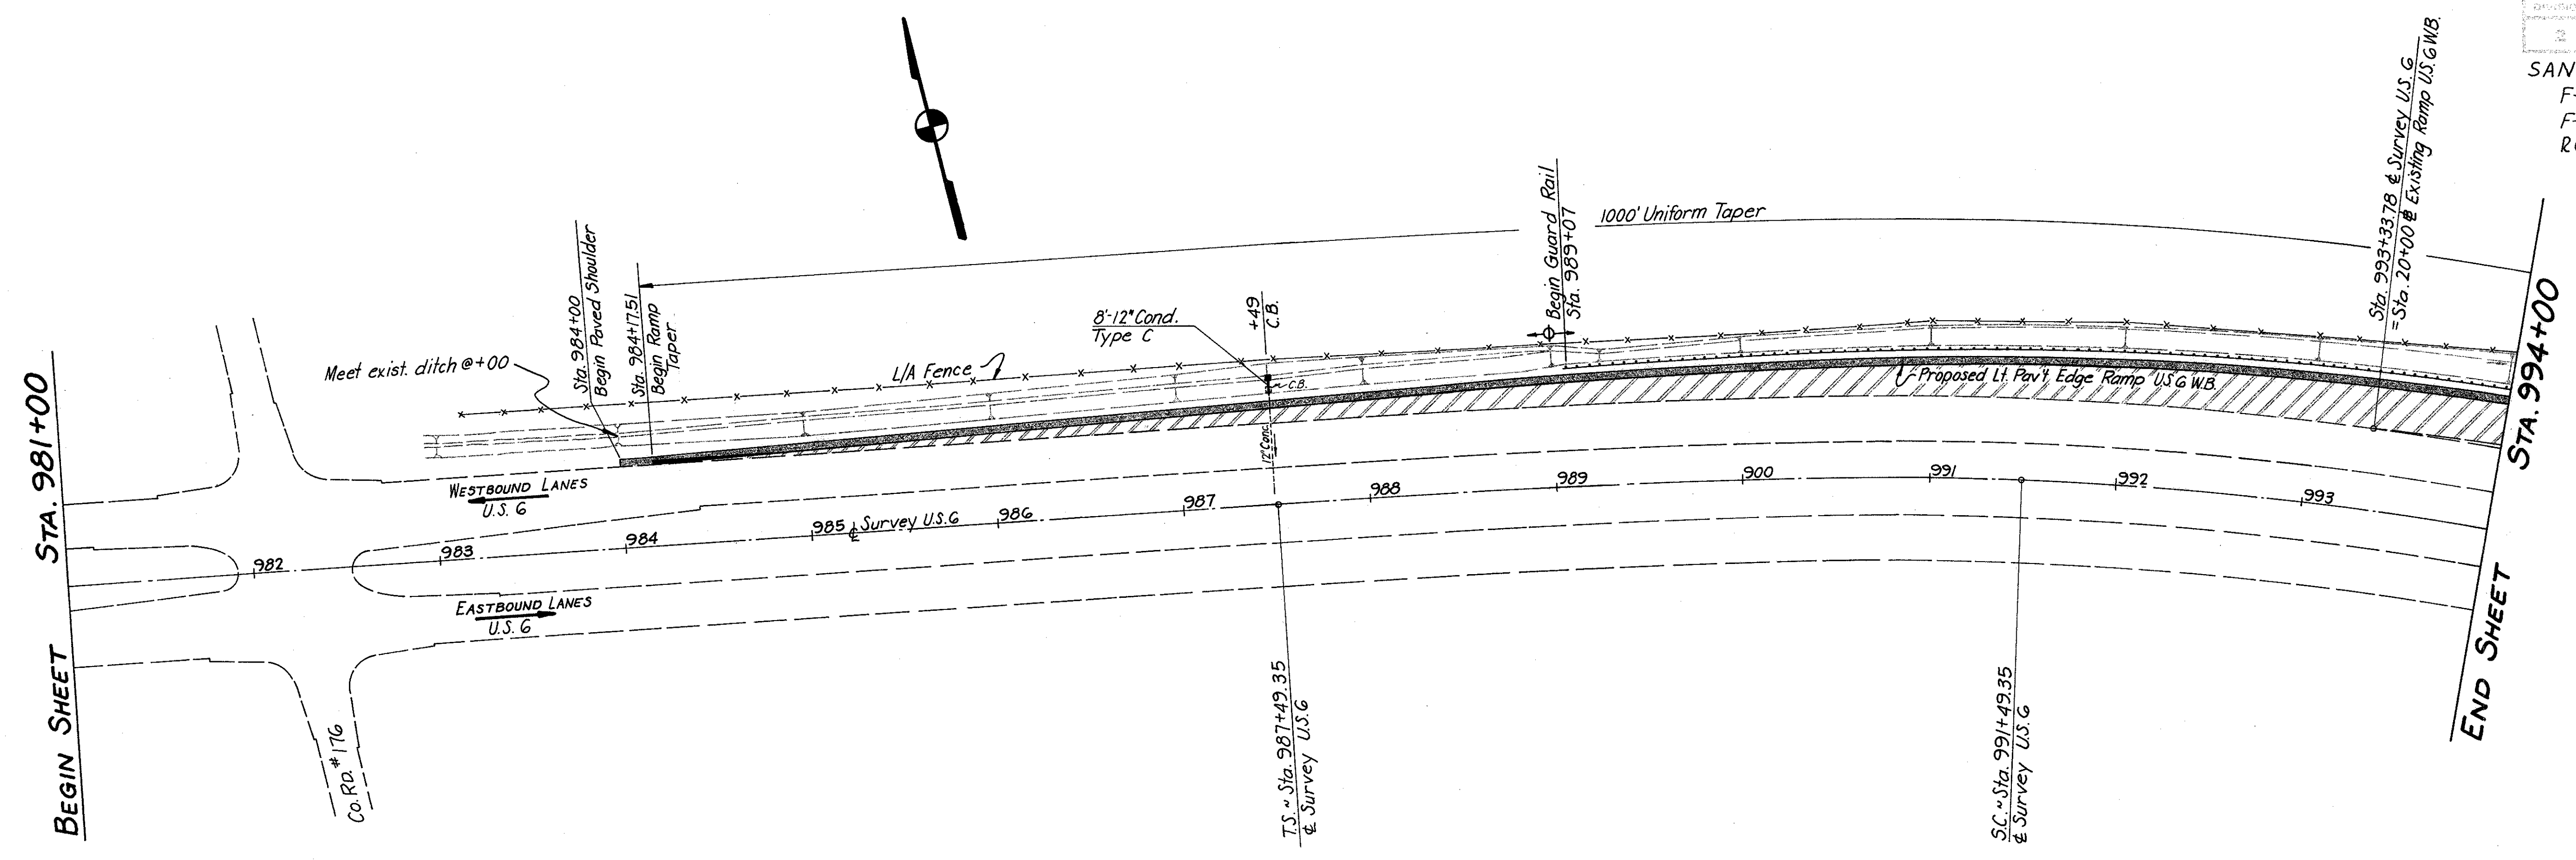 SAN
F-
F-
STA. 981+00
BEGIN SHEET
Meet exist. ditch @ +00
Sta. 984+00
Begin Paved Shoulder
Sta. 984+17.51
Begin Ramp
Taper
L/A Fence
8'-12" Cond.
Type C
+49
C.B.
C.B.
12" Cond.
Begin Guard Rail
Sta. 989+07
1000' Uniform Taper
Sta. 993+33.78 ℄ Survey U.S. 6
= Sta. 20+00 ℄ Existing Ramp U.S. 6 W.B.
Proposed Lt. Pav't. Edge Ramp US 6 W.B.
WESTBOUND LANES
U.S. 6
982
983
984
985
℄ Survey U.S. 6
986
987
988
989
900
991
992
993
EASTBOUND LANES
U.S. 6
Co. RD. #176
T.S. ~ Sta. 987+49.35
℄ Survey U.S. 6
S.C. ~ Sta. 991+49.35
℄ Survey U.S. 6
STA. 994+00
END SHEET